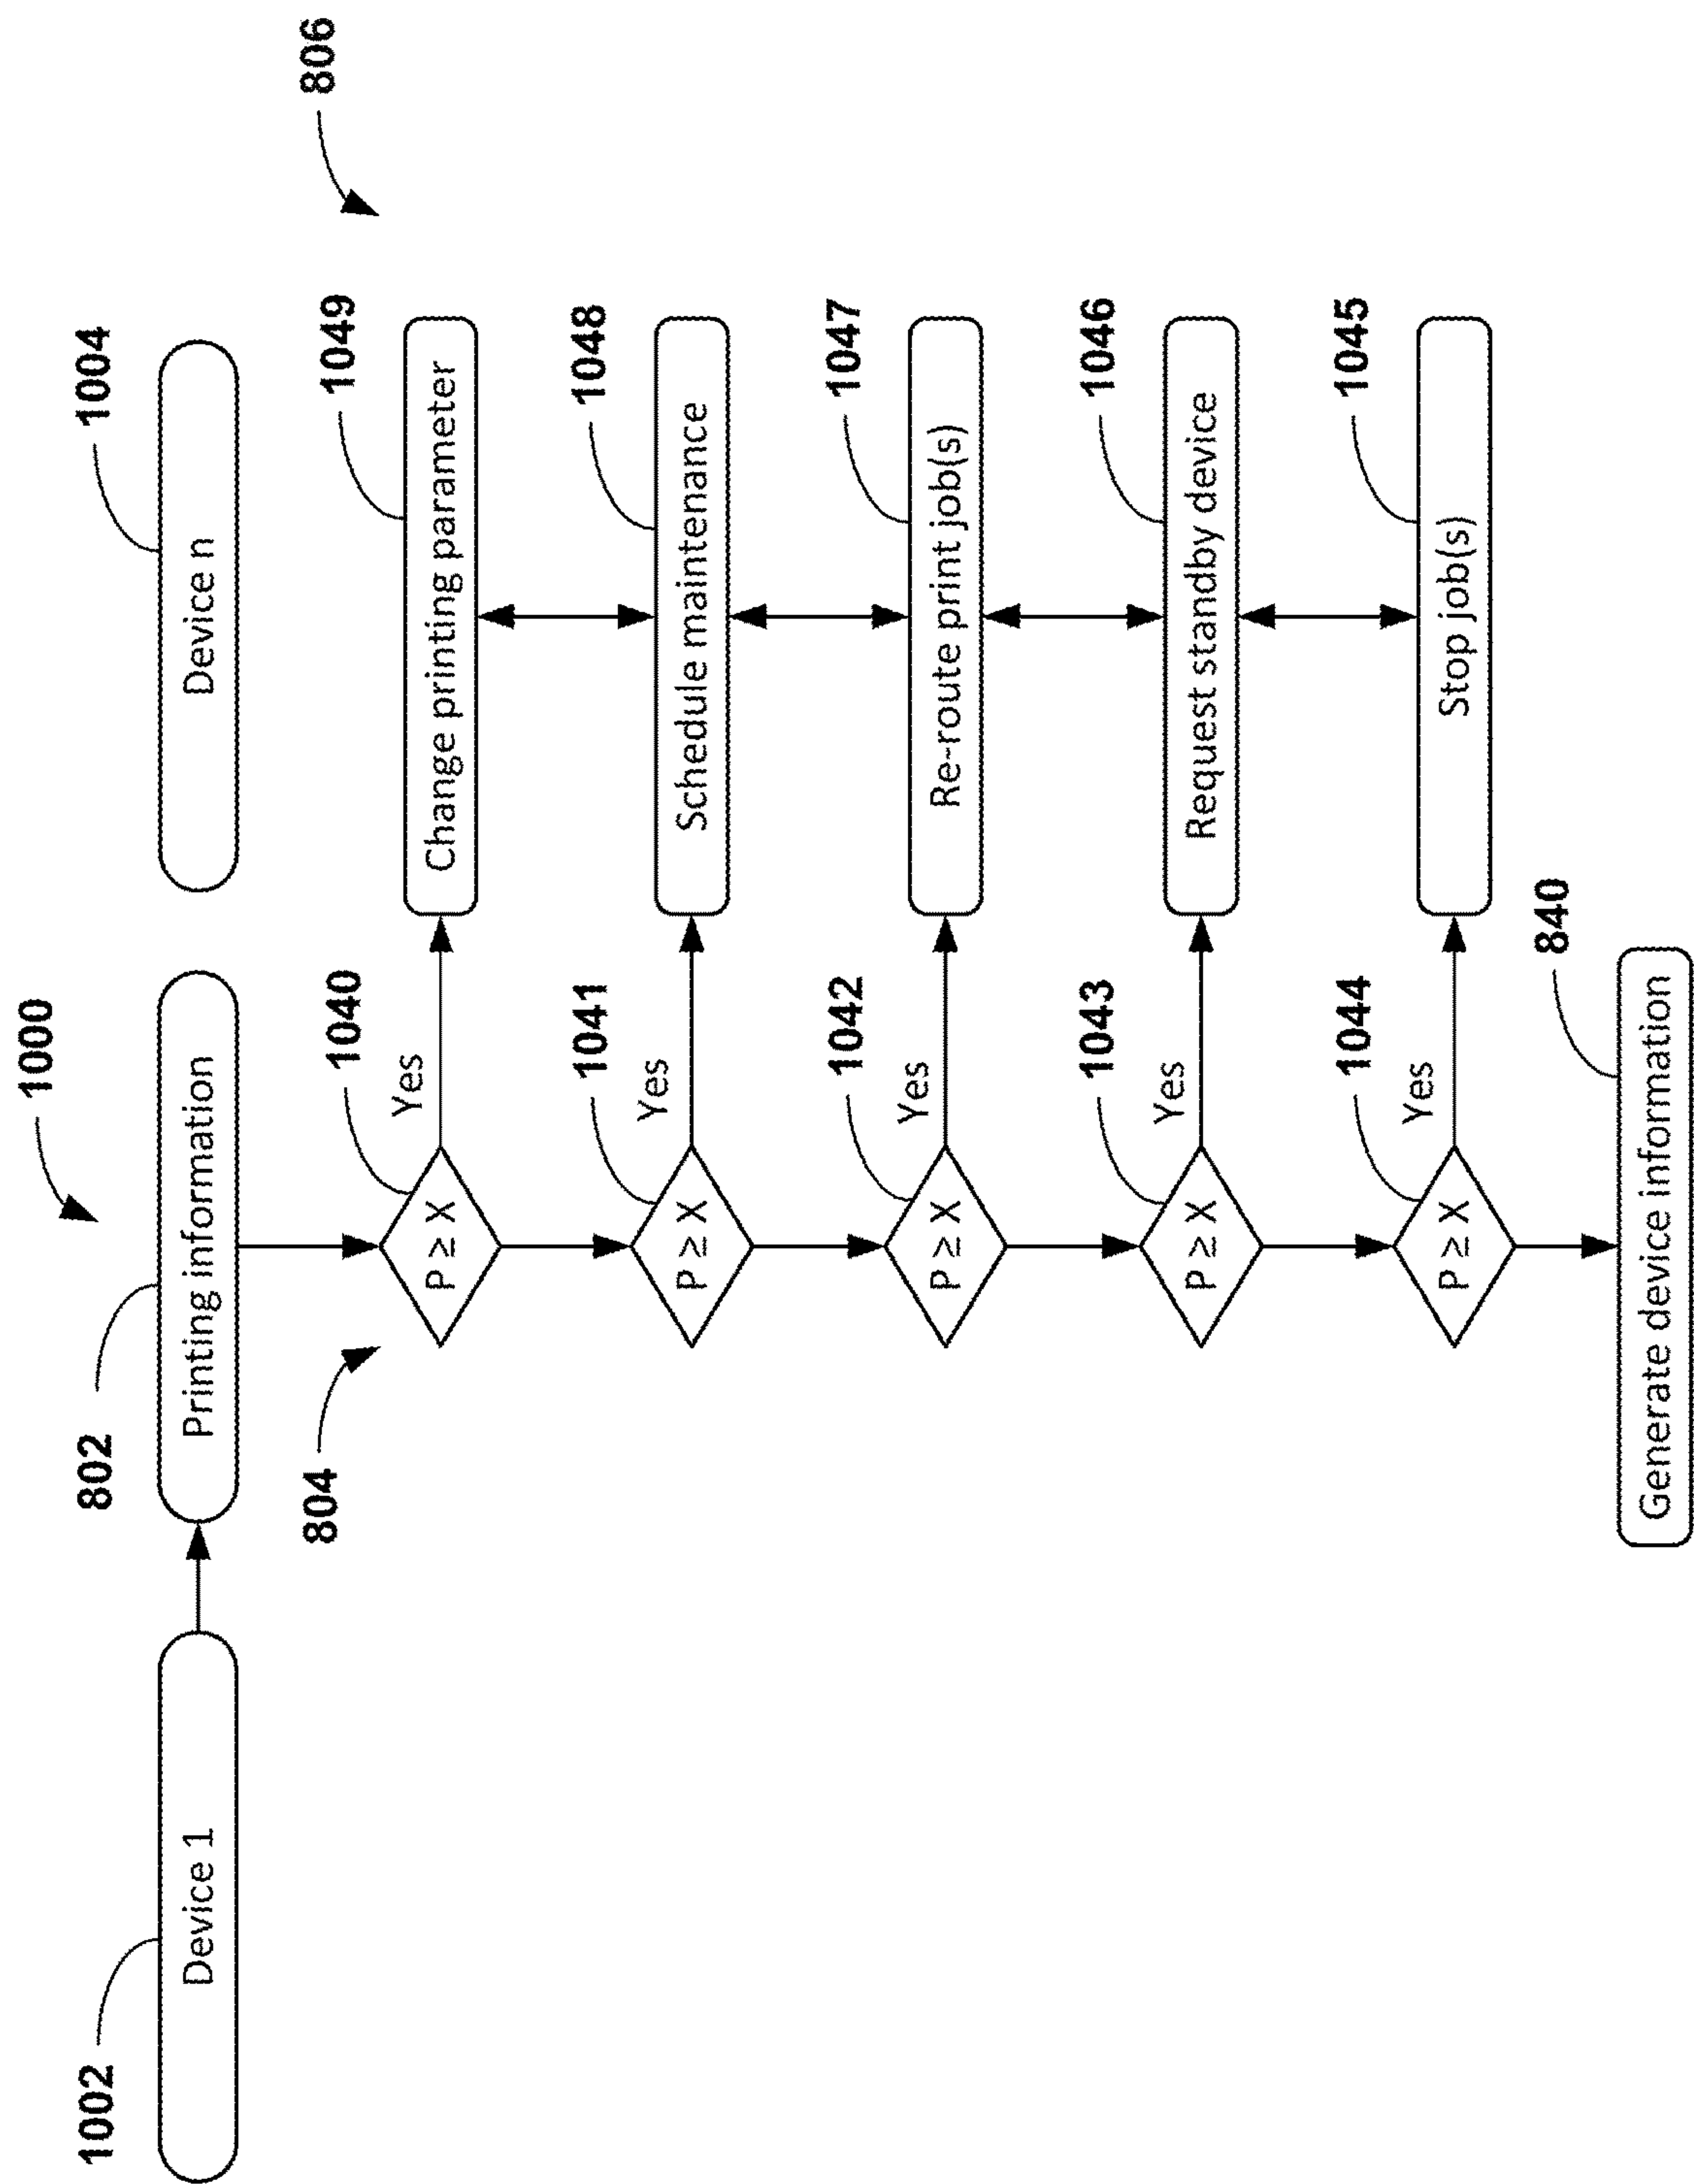 1000
1002
802
1004
Device 1
Printing information
Device n
806
804
1040
1049
P ≥ X
Yes
Change printing parameter
1041
1048
P ≥ X
Yes
Schedule maintenance
1042
1047
P ≥ X
Yes
Re-route print job(s)
1043
1046
P ≥ X
Yes
Request standby device
1044
1045
P ≥ X
Yes
Stop job(s)
840
Generate device information